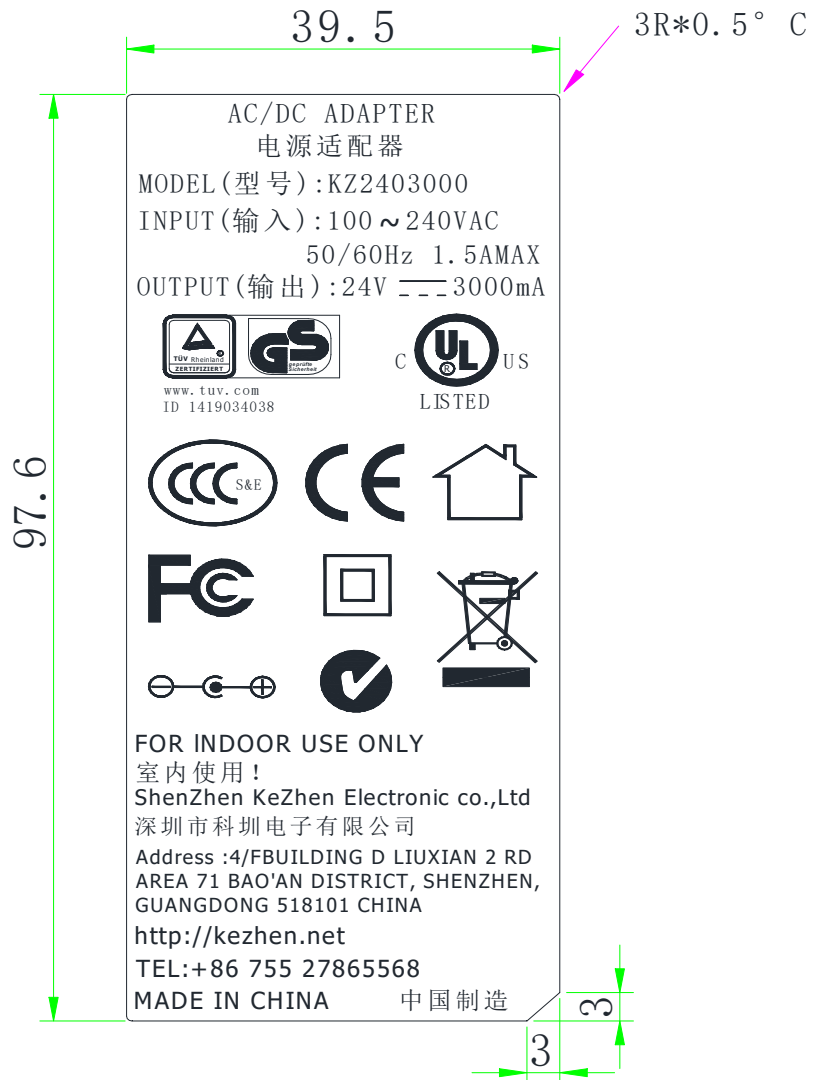 39.5
3R*0.5° C
AC/DC ADAPTER
电源适配器
MODEL(型号):KZ2403000
INPUT(输入):100~240VAC
50/60Hz 1.5AMAX
OUTPUT(输出):24V ⎓ 3000mA
TÜV Rheinland
ZERTIFIZIERT
GS
geprüfte
Sicherheit
C UL ® US
LISTED
www.tuv.com
ID 1419034038
97.6
CCC S&E
CE
FC
FOR INDOOR USE ONLY
室内使用!
ShenZhen KeZhen Electronic co.,Ltd
深圳市科圳电子有限公司
Address :4/FBUILDING D LIUXIAN 2 RD
AREA 71 BAO'AN DISTRICT, SHENZHEN,
GUANGDONG 518101 CHINA
http://kezhen.net
TEL:+86 755 27865568
MADE IN CHINA 中国制造
3
3